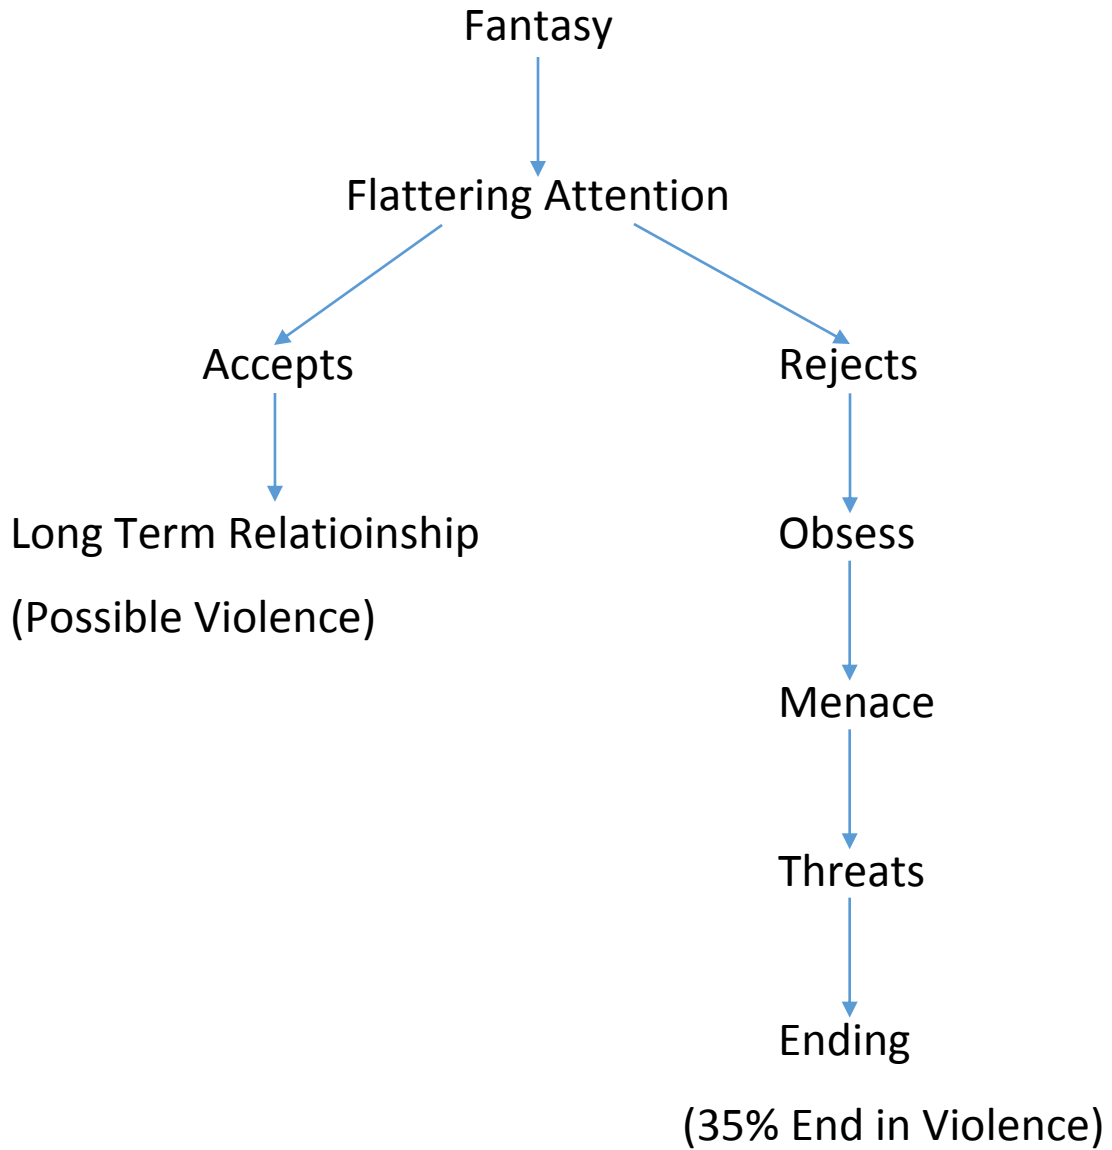 Fantasy
Flattering Attention
Accepts
Rejects
Long Term Relatioinship
Obsess
(Possible Violence)
Menace
Threats
Ending
(35% End in Violence)